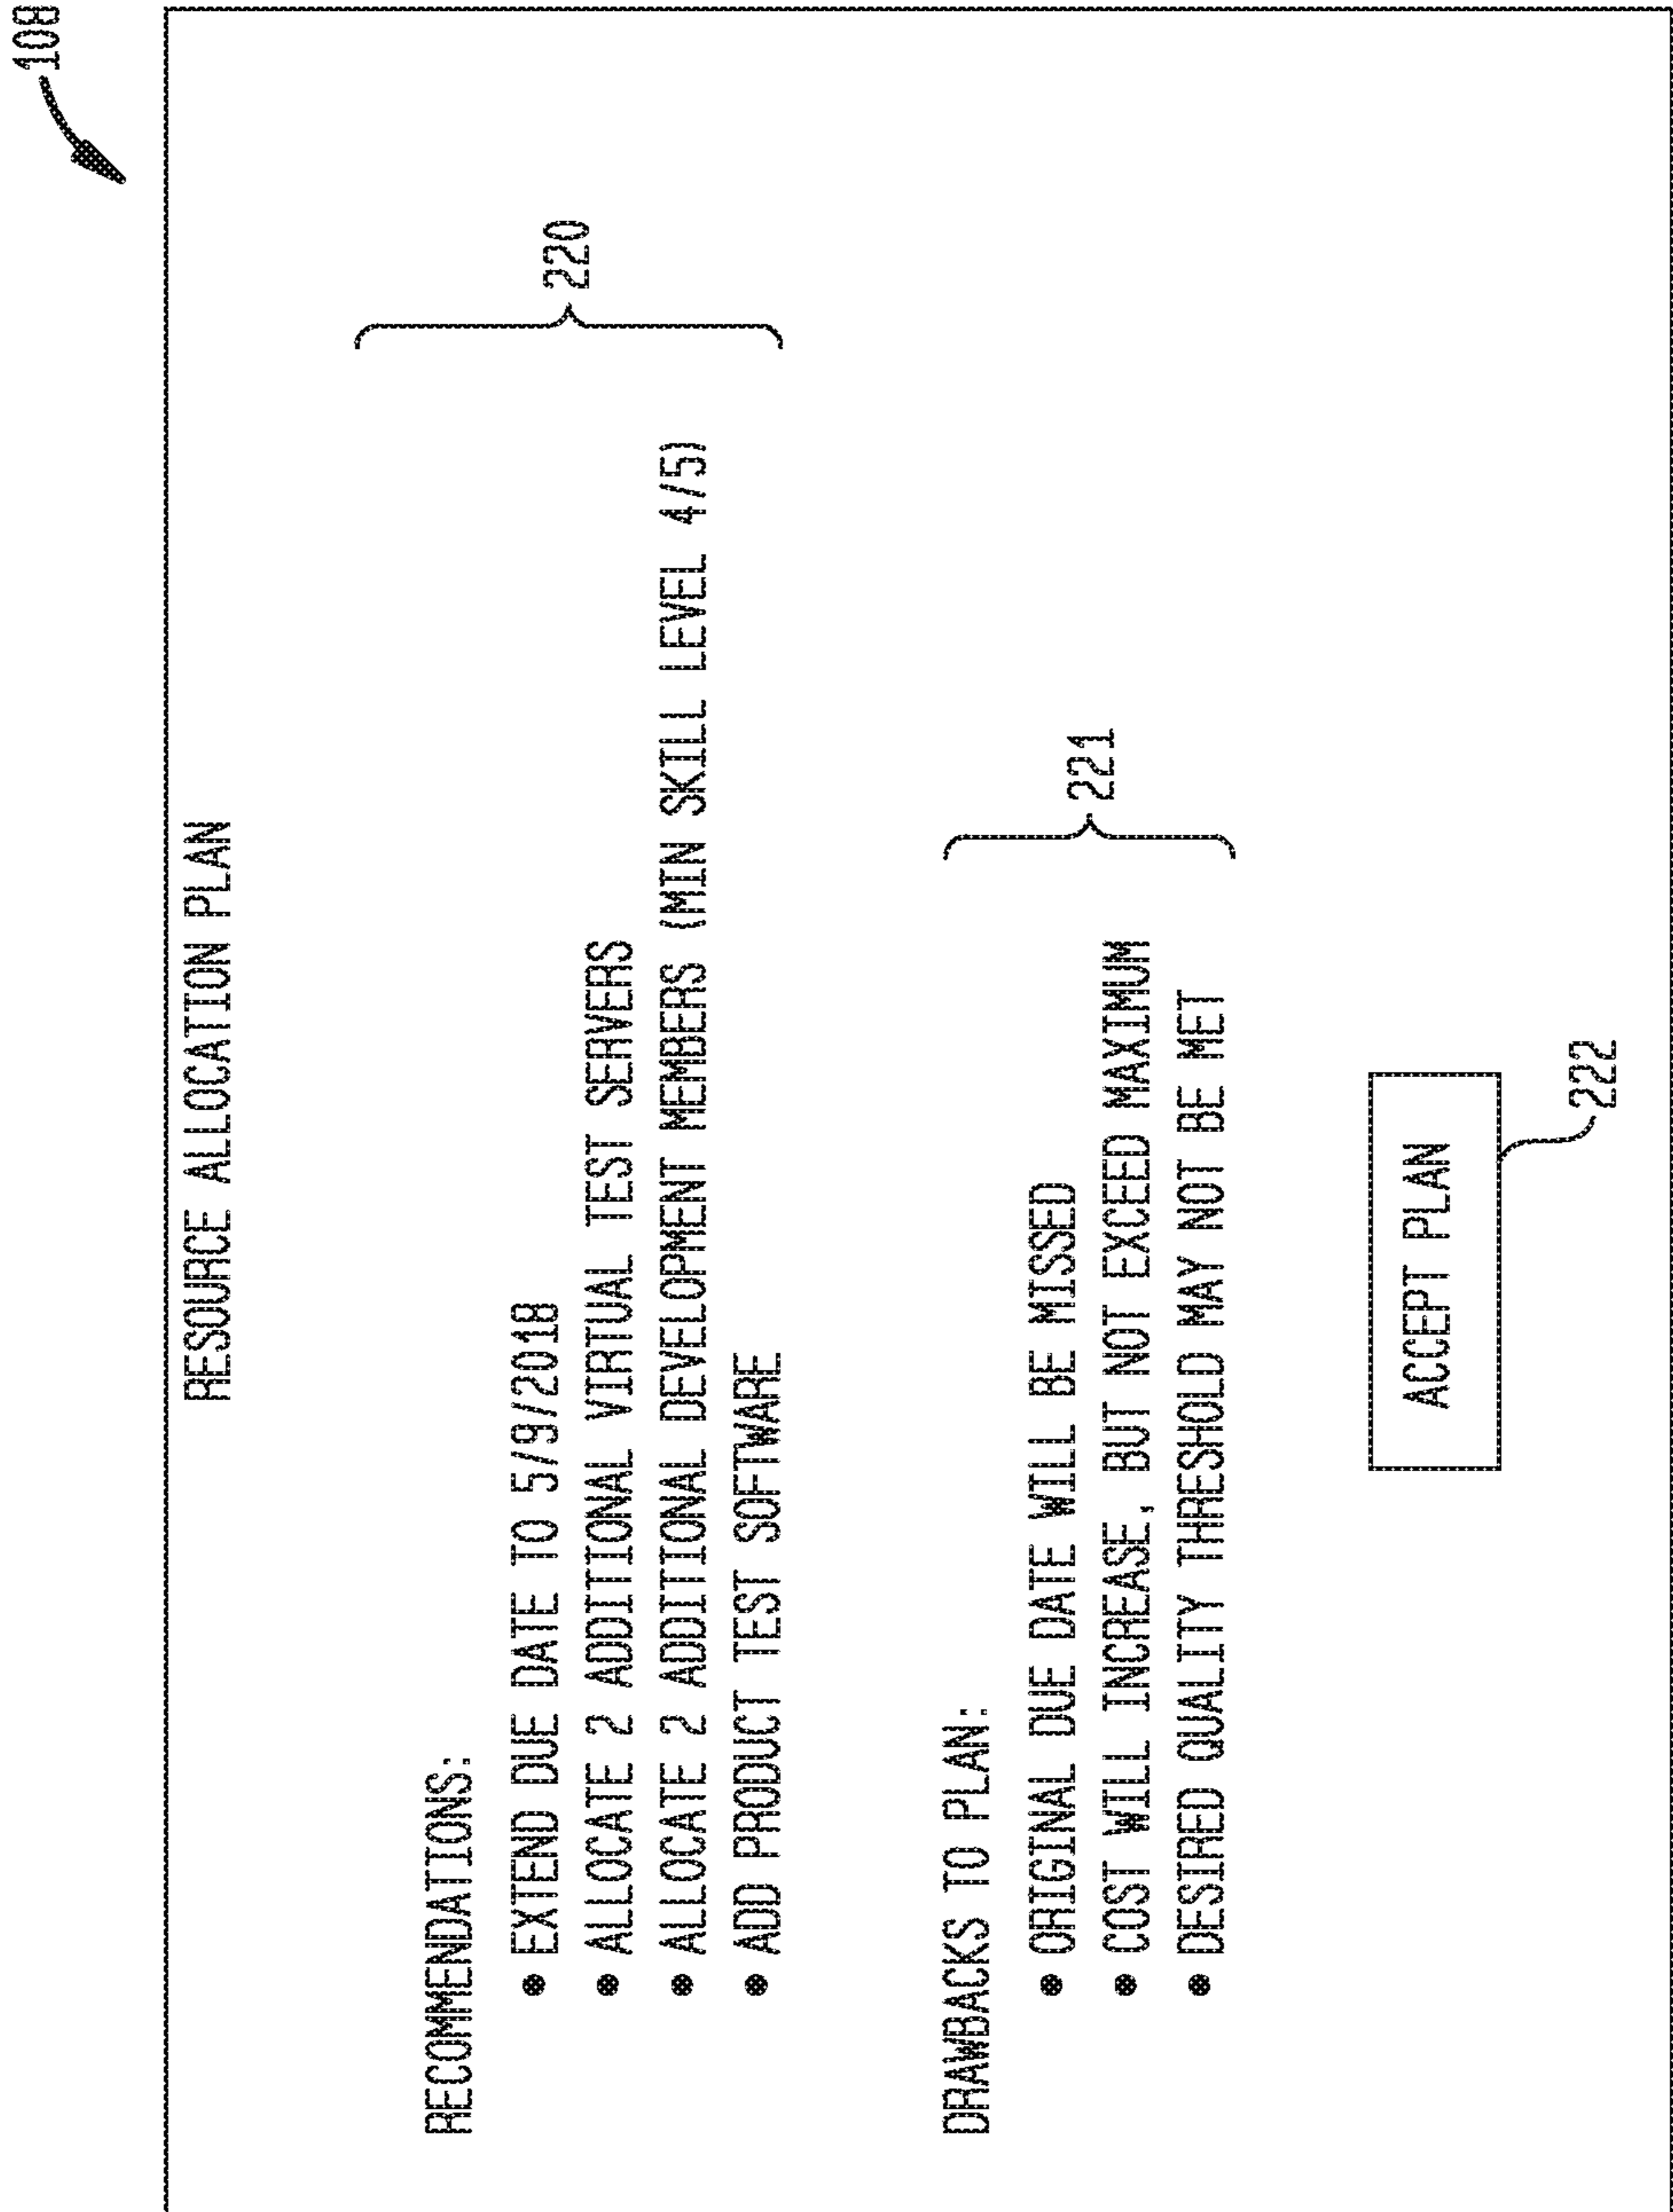 108
RESOURCE ALLOCATION PLAN
RECOMMENDATIONS:
• EXTEND DUE DATE TO 5/9/2018
• ALLOCATE 2 ADDITIONAL VIRTUAL TEST SERVERS
• ALLOCATE 2 ADDITIONAL DEVELOPMENT MEMBERS (MIN SKILL LEVEL 4/5)
• ADD PRODUCT TEST SOFTWARE
220
DRAWBACKS TO PLAN:
• ORIGINAL DUE DATE WILL BE MISSED
• COST WILL INCREASE, BUT NOT EXCEED MAXIMUM
• DESIRED QUALITY THRESHOLD MAY NOT BE MET
221
ACCEPT PLAN
222